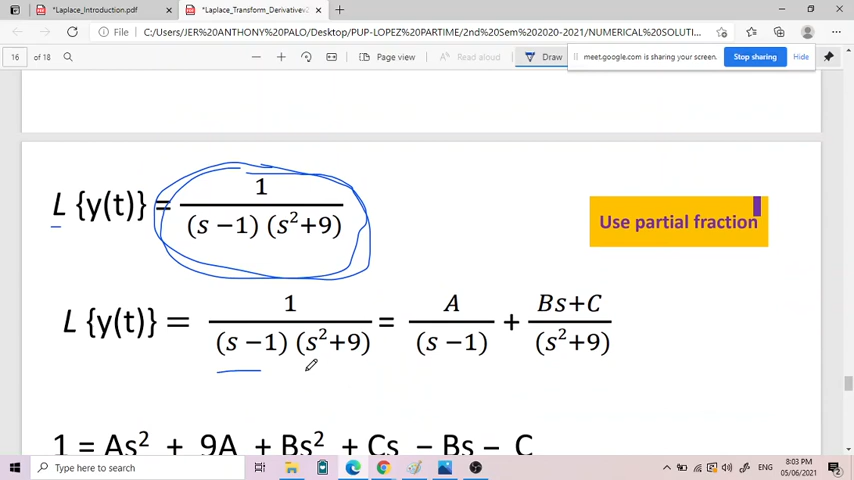 *Laplace_Introduction.pdf
*Laplace_Transform_Derivativev2
File
C:/Users/JER%20ANTHONY%20PALO/Desktop/PUP-LOPEZ%20PARTIME/2nd%20Sem%202020-2021/NUMERICAL%20SOLUTI...
16 of 18
Page view
Read aloud
Draw
meet.google.com is sharing your screen.
Stop sharing
Hide
L {y(t)} = 1 / (s −1) (s²+9)
Use partial fraction
L {y(t)} = 1 / (s −1) (s²+9) = A / (s −1) + Bs+C / (s²+9)
1 = As² + 9A + Bs² + Cs − Bs − C
Type here to search
ENG
8:03 PM
05/06/2021
2